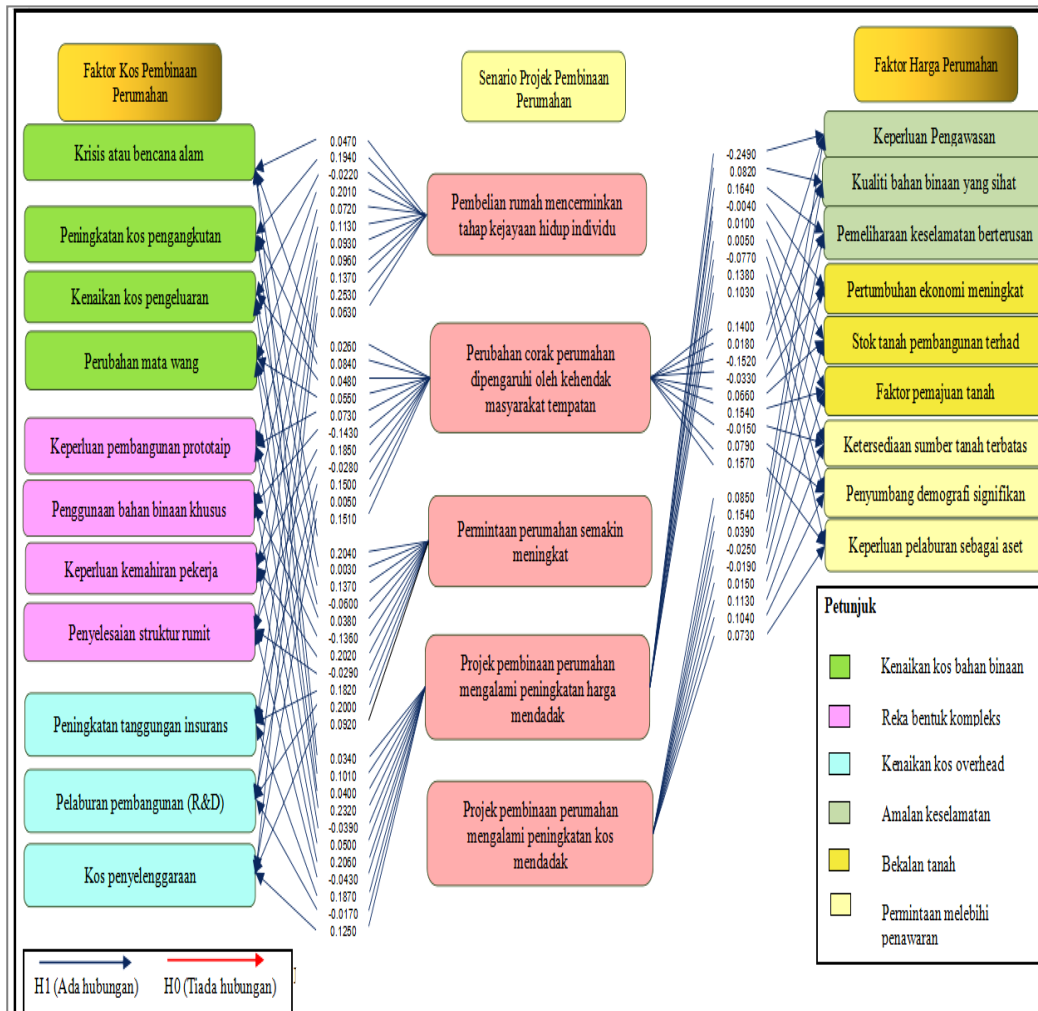 Faktor Kos Pembinaan
Perumahan
Krisis atau bencana alam
Peningkatan kos pengangkutan
Kenaikan kos pengeluaran
Perubahan mata wang
Keperluan pembangunan prototaip
Penggunaan bahan binaan khusus
Keperluan kemahiran pekerja
Penyelesaian struktur rumit
Peningkatan tanggungan insurans
Pelaburan pembangunan (R&D)
Kos penyelenggaraan
H1 (Ada hubungan)
H0 (Tiada hubungan)
0.0470
0.1940
-0.0220
0.2010
0.0720
0.1130
0.0930
0.0960
0.1370
0.2530
0.0630
0.0260
0.0840
0.0480
0.0550
0.0730
-0.1430
0.1850
-0.0280
0.1500
0.0050
0.1510
0.2040
0.0030
0.1370
-0.0600
0.0380
-0.1360
0.2020
-0.0290
0.1820
0.2000
0.0920
0.0340
0.1010
0.0400
0.2320
-0.0390
0.0500
0.2060
-0.0430
0.1870
-0.0170
0.1250
Senario Projek Pembinaan
Perumahan
Pembelian rumah mencerminkan
tahap kejayaan hidup individu
Perubahan corak perumahan
dipengaruhi oleh kehendak
masyarakat tempatan
Permintaan perumahan semakin
meningkat
Projek pembinaan perumahan
mengalami peningkatan harga
mendadak
Projek pembinaan perumahan
mengalami peningkatan kos
mendadak
-0.2490
0.0820
0.1640
-0.0040
0.0100
0.0050
-0.0770
0.1380
0.1030
0.1400
0.0180
-0.1520
-0.0330
0.0660
0.1540
-0.0150
0.0790
0.1570
0.0850
0.1540
0.0390
-0.0250
-0.0190
0.0150
0.1130
0.1040
0.0730
Faktor Harga Perumahan
Keperluan Pengawasan
Kualiti bahan binaan yang sihat
Pemeliharaan keselamatan berterusan
Pertumbuhan ekonomi meningkat
Stok tanah pembangunan terhad
Faktor pemajuan tanah
Ketersediaan sumber tanah terbatas
Penyumbang demografi signifikan
Keperluan pelaburan sebagai aset
Petunjuk
Kenaikan kos bahan binaan
Reka bentuk kompleks
Kenaikan kos overhead
Amalan keselamatan
Bekalan tanah
Permintaan melebihi
penawaran